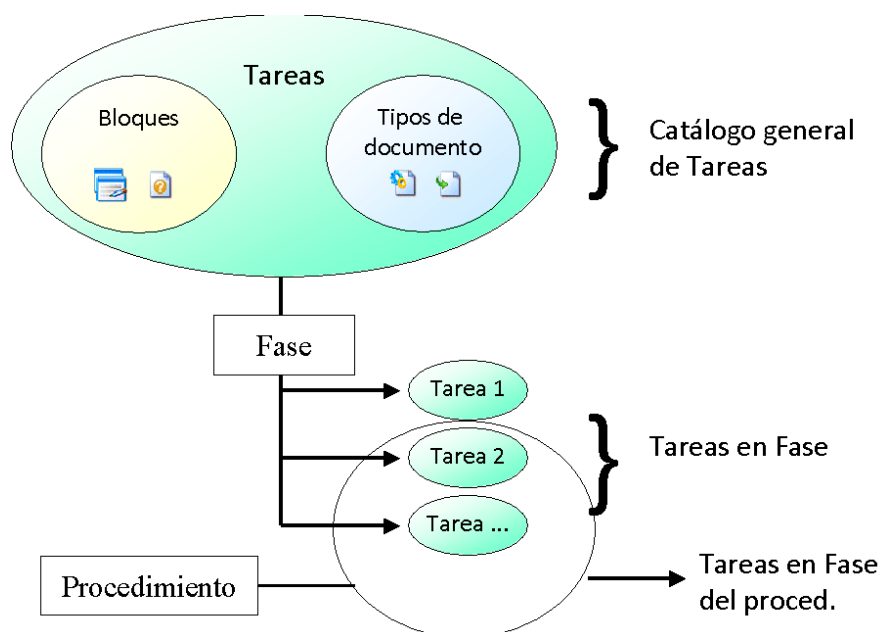 Tareas
Bloques
Tipos de
documento
Catálogo general
de Tareas
Fase
Tarea 1
Tarea 2
Tareas en Fase
Tarea ...
Procedimiento
Tareas en Fase
del proced.